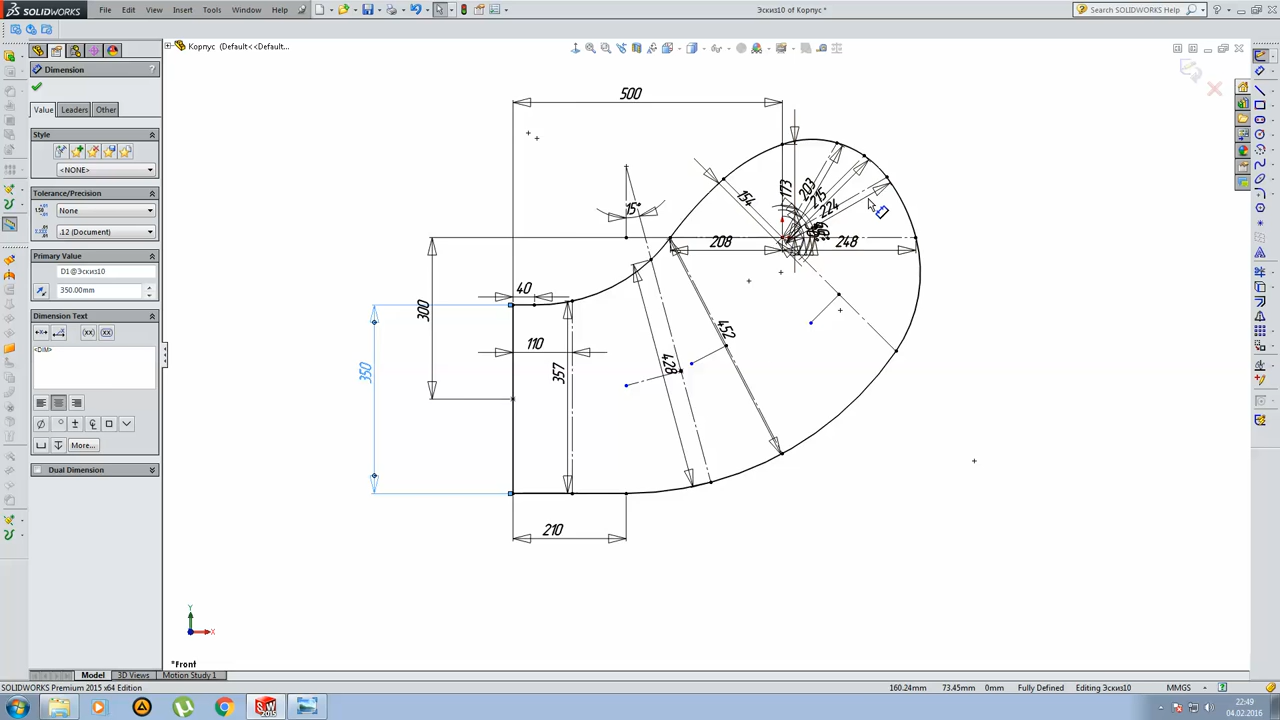 SOLIDWORKS
File
Edit
View
Insert
Tools
Window
Help
Эскиз10 of Корпус *
Search SOLIDWORKS Help
Корпус (Default<<Default...
Dimension
?
Value
Leaders
Other
Style
<NONE>
Tolerance/Precision
None
.12 (Document)
Primary Value
D1@Эскиз10
350.00mm
Dimension Text
<DIM>
More...
Dual Dimension
500
154
173
203
215
224
15°
208
248
40
300
110
350
357
428
452
210
Y
X
*Front
Model
3D Views
Motion Study 1
SOLIDWORKS Premium 2015 x64 Edition
160.24mm
73.45mm
0mm
Fully Defined
Editing Эскиз10
MMGS
22:49
04.02.2016